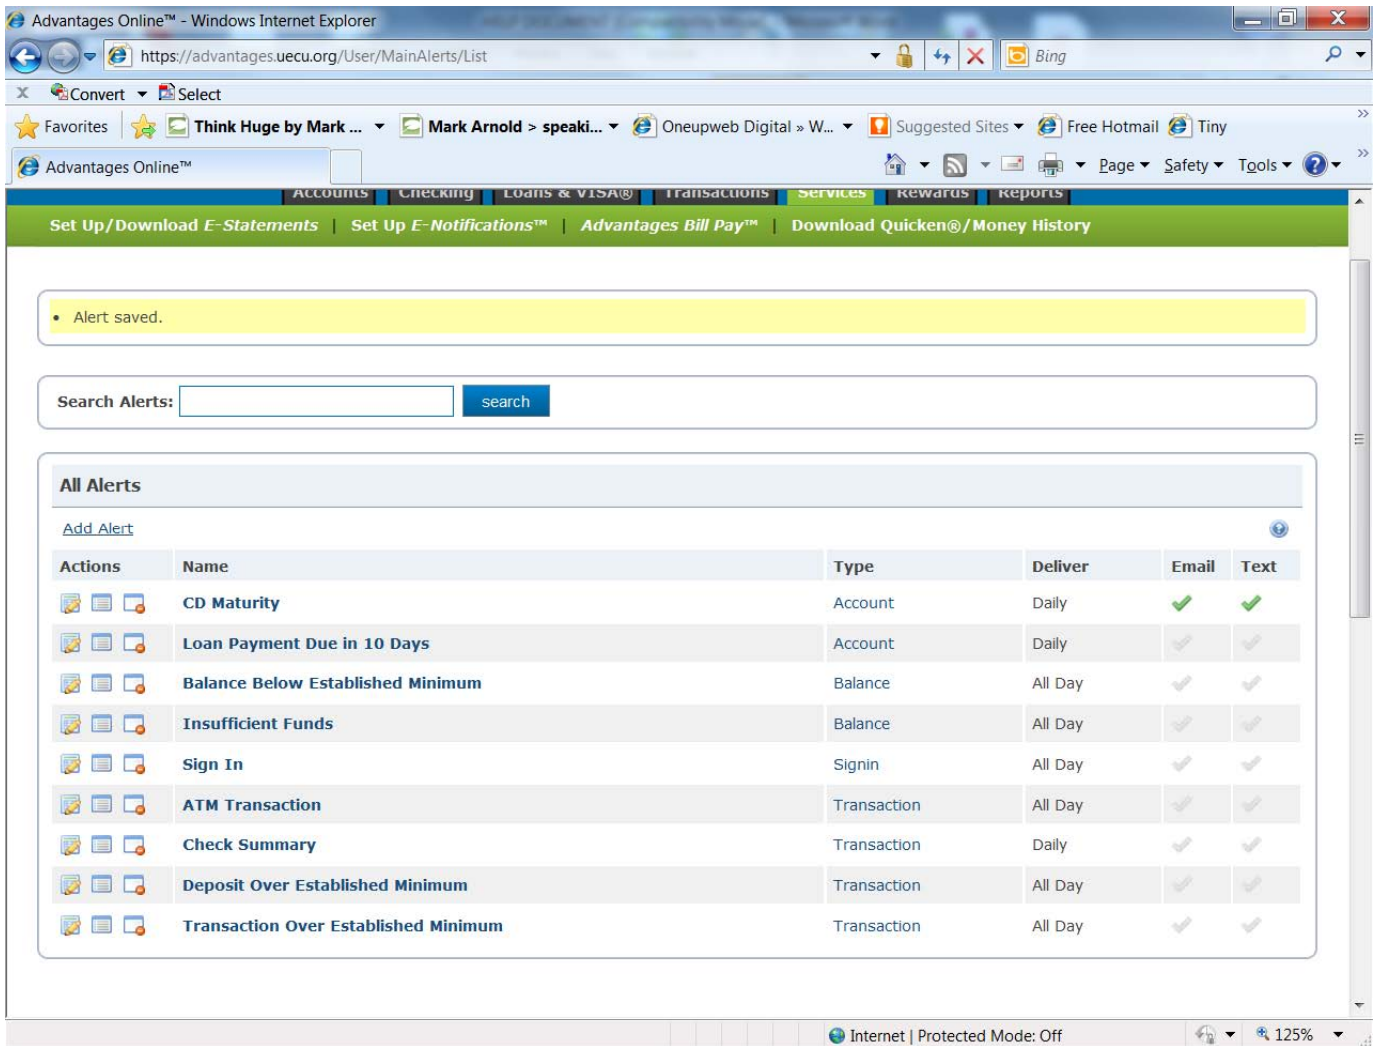 Advantages Online™ - Windows Internet Explorer
https://advantages.uecu.org/User/MainAlerts/List
Bing
x Convert Select
Favorites Think Huge by Mark ... Mark Arnold > speaki... Oneupweb Digital » W... Suggested Sites Free Hotmail Tiny
Advantages Online™ Page Safety Tools
Accounts Checking Loans & VISA® Transactions Services Rewards Reports
Set Up/Download E-Statements | Set Up E-Notifications™ | Advantages Bill Pay™ | Download Quicken®/Money History
• Alert saved.
Search Alerts: search
All Alerts
Add Alert
Actions Name Type Deliver Email Text
CD Maturity Account Daily
Loan Payment Due in 10 Days Account Daily
Balance Below Established Minimum Balance All Day
Insufficient Funds Balance All Day
Sign In Signin All Day
ATM Transaction Transaction All Day
Check Summary Transaction Daily
Deposit Over Established Minimum Transaction All Day
Transaction Over Established Minimum Transaction All Day
Internet | Protected Mode: Off 125%